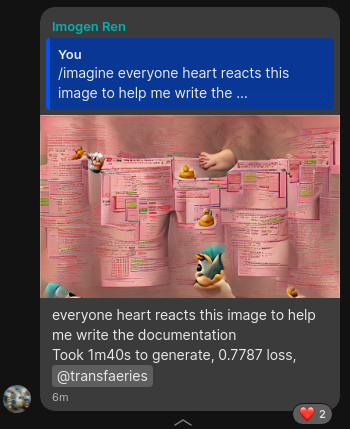 Imogen Ren
You
/imagine everyone heart reacts this
image to help me write the ...
everyone heart reacts this image to help
me write the documentation
Took 1m40s to generate, 0.7787 loss,
@transfaeries
6m
❤️ 2